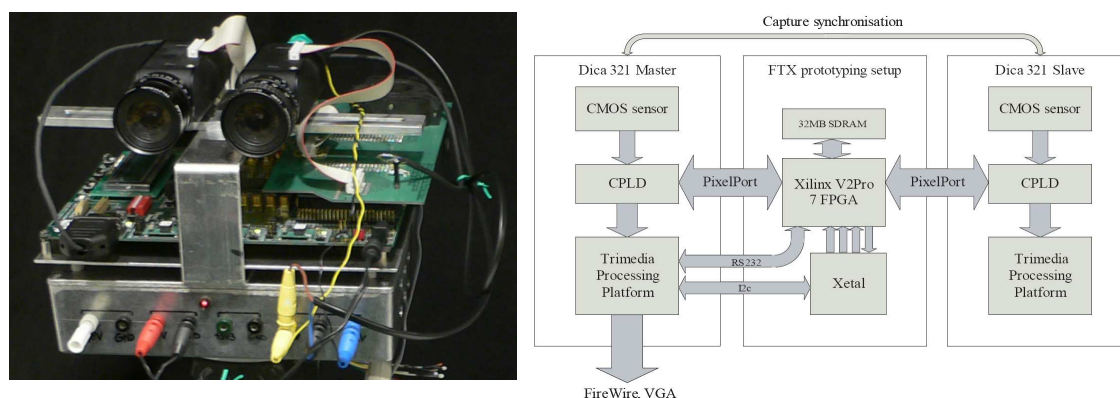 Capture synchronisation
Dica 321 Master
FTX prototyping setup
Dica 321 Slave
CMOS sensor
32MB SDRAM
CMOS sensor
CPLD
PixelPort
Xilinx V2Pro
7 FPGA
PixelPort
CPLD
Trimedia
Processing
Platform
RS232
I2c
Xetal
Trimedia
Processing
Platform
FireWire, VGA